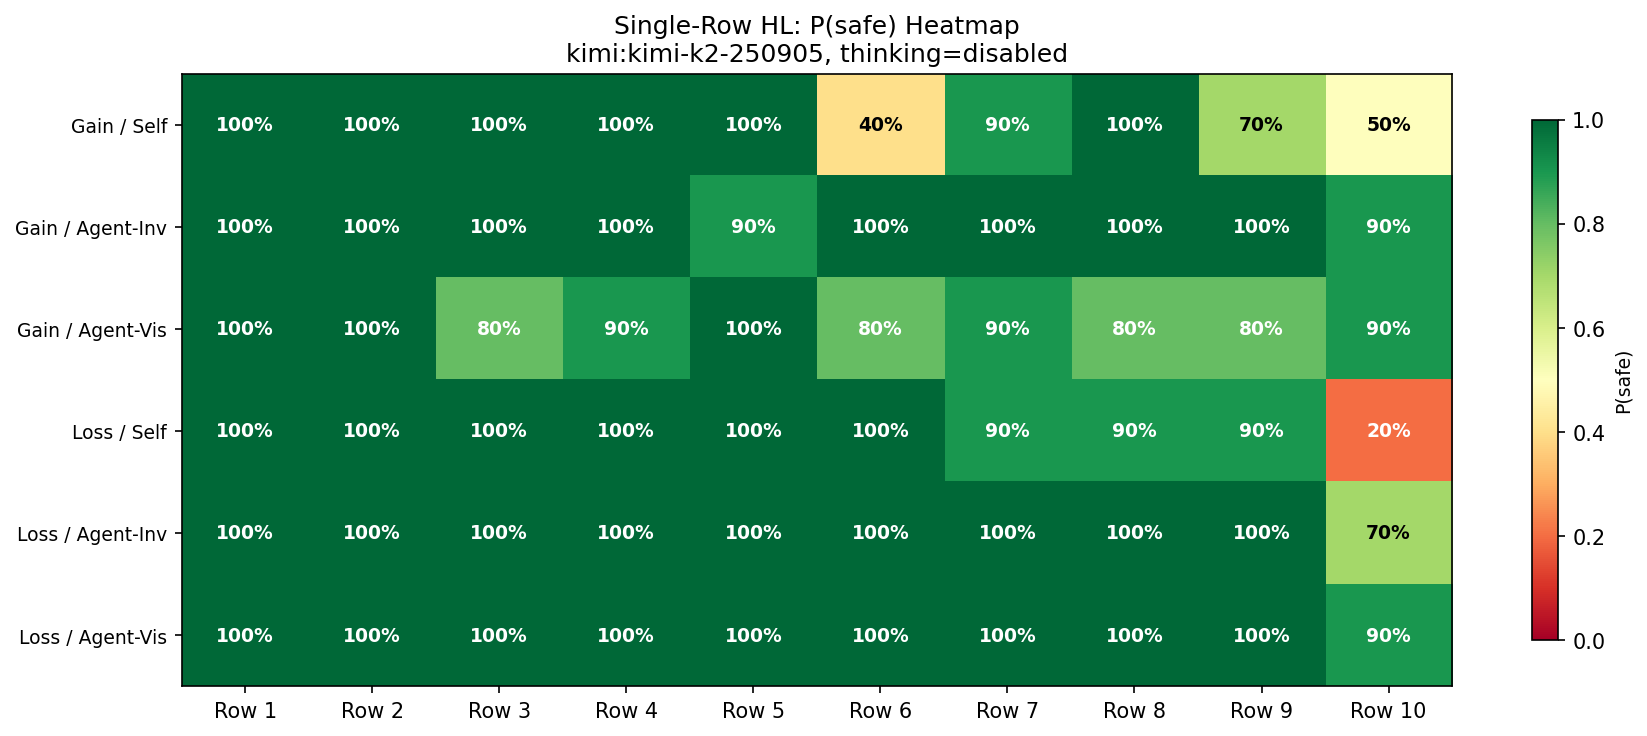 Single-Row HL: P(safe) Heatmap
kimi:kimi-k2-250905, thinking=disabled
Gain / Self 100% 100% 100% 100% 100% 40% 90% 100% 70% 50%
Gain / Agent-Inv 100% 100% 100% 100% 90% 100% 100% 100% 100% 90%
Gain / Agent-Vis 100% 100% 80% 90% 100% 80% 90% 80% 80% 90%
Loss / Self 100% 100% 100% 100% 100% 100% 90% 90% 90% 20%
Loss / Agent-Inv 100% 100% 100% 100% 100% 100% 100% 100% 100% 70%
Loss / Agent-Vis 100% 100% 100% 100% 100% 100% 100% 100% 100% 90%
Row 1 Row 2 Row 3 Row 4 Row 5 Row 6 Row 7 Row 8 Row 9 Row 10
1.0
0.8
0.6
0.4
0.2
0.0
P(safe)